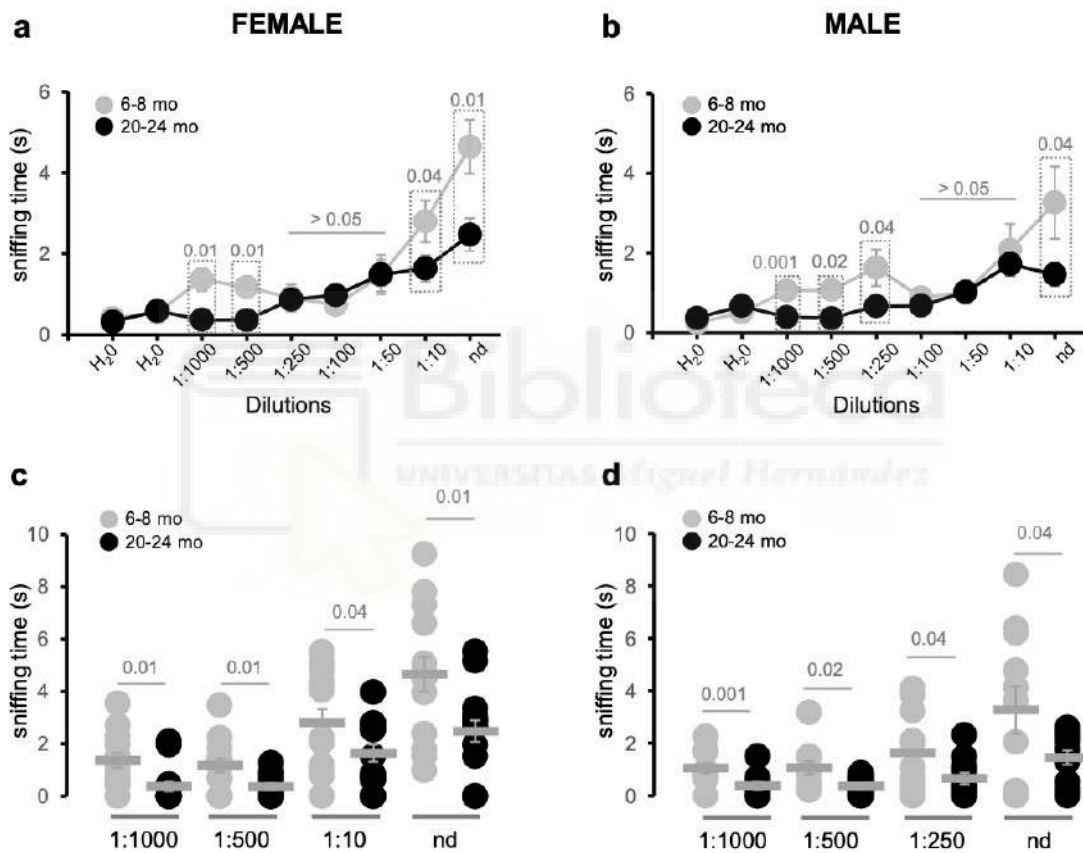 a FEMALE
b MALE
sniffing time (s)
6
4
2
0
6-8 mo
20-24 mo
0.01
0.01
> 0.05
0.04
0.01
H₂0
H₂0
1:1000
1:500
1:250
1:100
1:50
1:10
nd
Dilutions
sniffing time (s)
6
4
2
0
6-8 mo
20-24 mo
0.001
0.02
0.04
> 0.05
0.04
H₂0
H₂0
1:1000
1:500
1:250
1:100
1:50
1:10
nd
Dilutions
Biblioteca
UNIVERSITAS Miguel Hernández
c
sniffing time (s)
10
8
6
4
2
0
6-8 mo
20-24 mo
0.01
0.01
0.04
0.01
1:1000
1:500
1:10
nd
d
sniffing time (s)
10
8
6
4
2
0
6-8 mo
20-24 mo
0.001
0.02
0.04
0.04
1:1000
1:500
1:250
nd